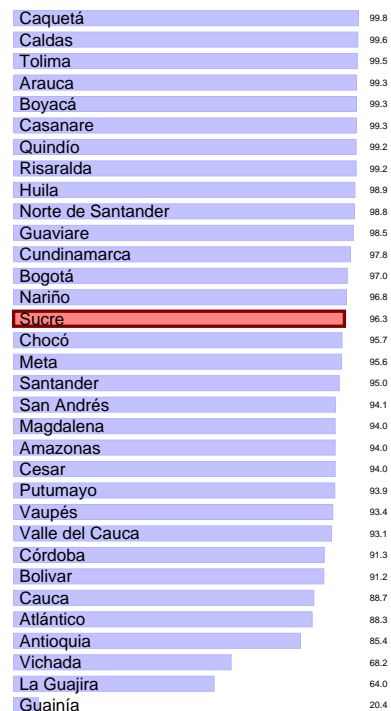 Caquetá 99.8
Caldas 99.6
Tolima 99.5
Arauca 99.3
Boyacá 99.3
Casanare 99.3
Quindío 99.2
Risaralda 99.2
Huila 98.9
Norte de Santander 98.8
Guaviare 98.5
Cundinamarca 97.8
Bogotá 97.0
Nariño 96.8
Sucre 96.3
Chocó 95.7
Meta 95.6
Santander 95.0
San Andrés 94.1
Magdalena 94.0
Amazonas 94.0
Cesar 94.0
Putumayo 93.9
Vaupés 93.4
Valle del Cauca 93.1
Córdoba 91.3
Bolivar 91.2
Cauca 88.7
Atlántico 88.3
Antioquia 85.4
Vichada 68.2
La Guajira 64.0
Guainía 20.4